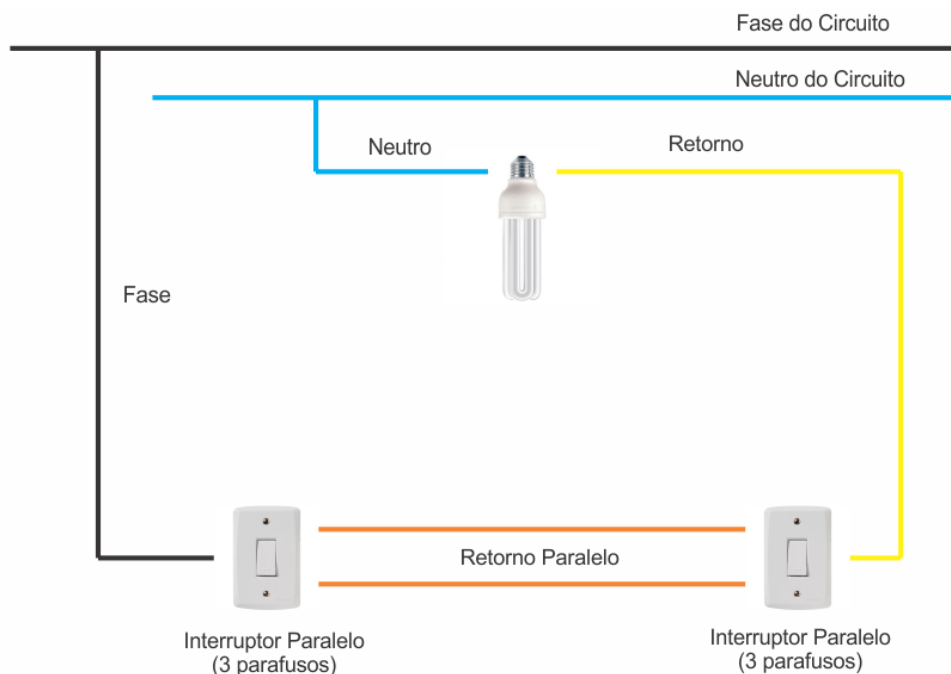 Fase do Circuito
Neutro do Circuito
Neutro
Retorno
Fase
Retorno Paralelo
Interruptor Paralelo
(3 parafusos)
Interruptor Paralelo
(3 parafusos)